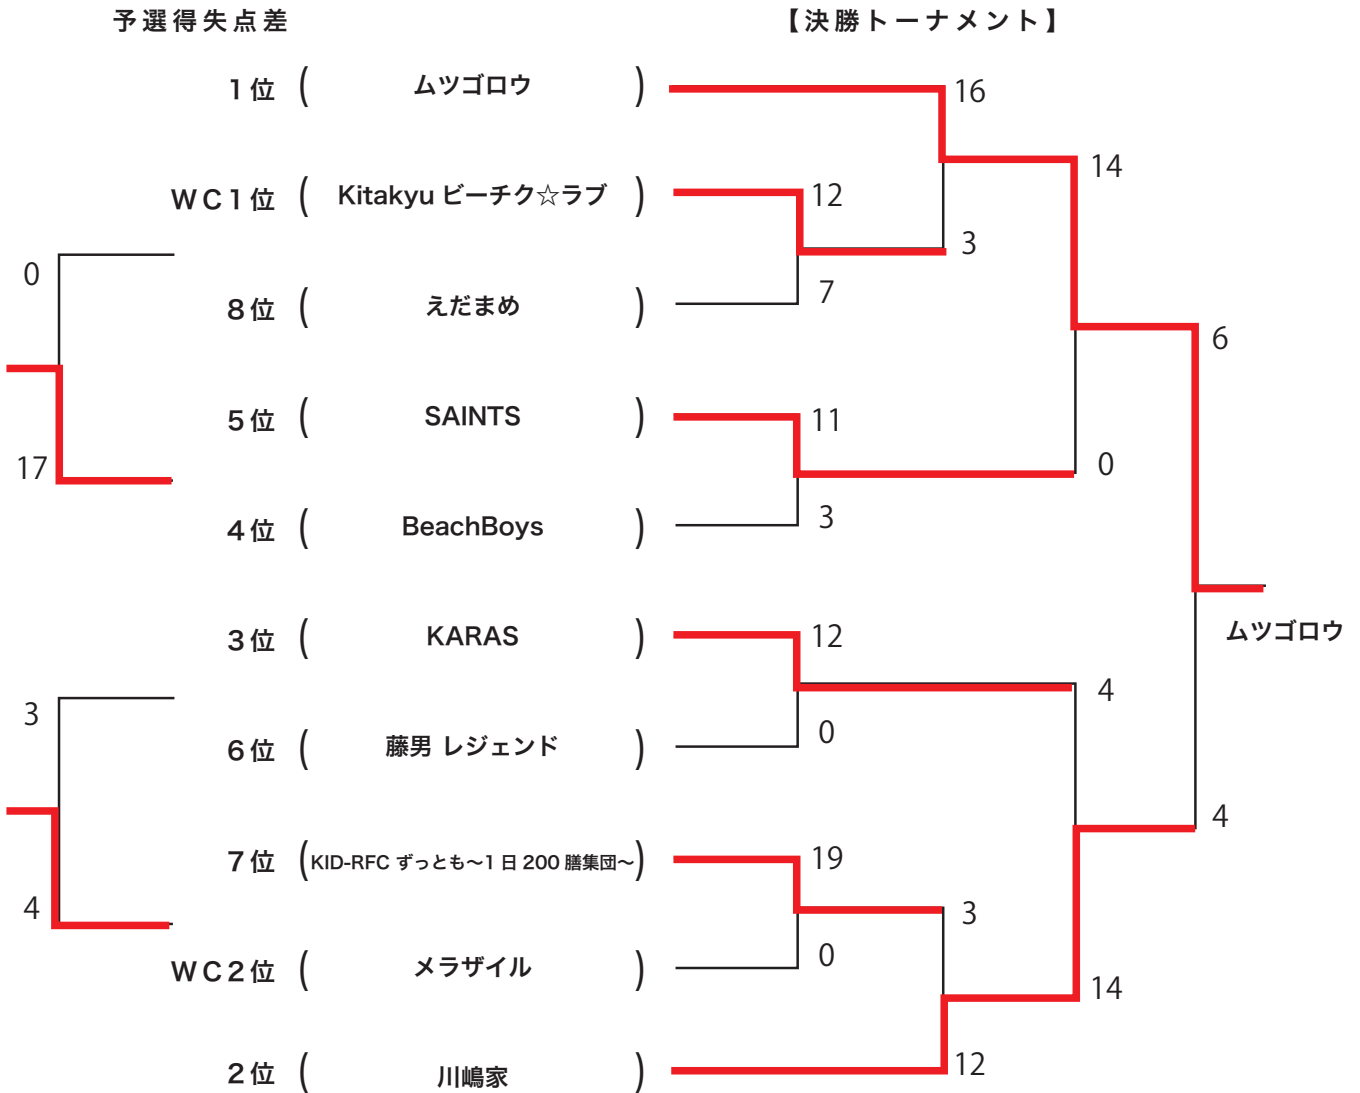 予選得失点差 【決勝トーナメント】
1位 ( ムツゴロウ ) 16
14
WC1位 ( Kitakyu ビーチク☆ラブ ) 12
3
0
8位 ( えだまめ ) 7
6
5位 ( SAINTS ) 11
17 0
4位 ( BeachBoys ) 3
ムツゴロウ
3位 ( KARAS ) 12
4
3
6位 ( 藤男 レジェンド ) 0
4
7位 ( KID-RFC ずっとも〜1日200膳集団〜 ) 19
4 3
WC2位 ( メラザイル ) 0
14
2位 ( 川嶋家 ) 12